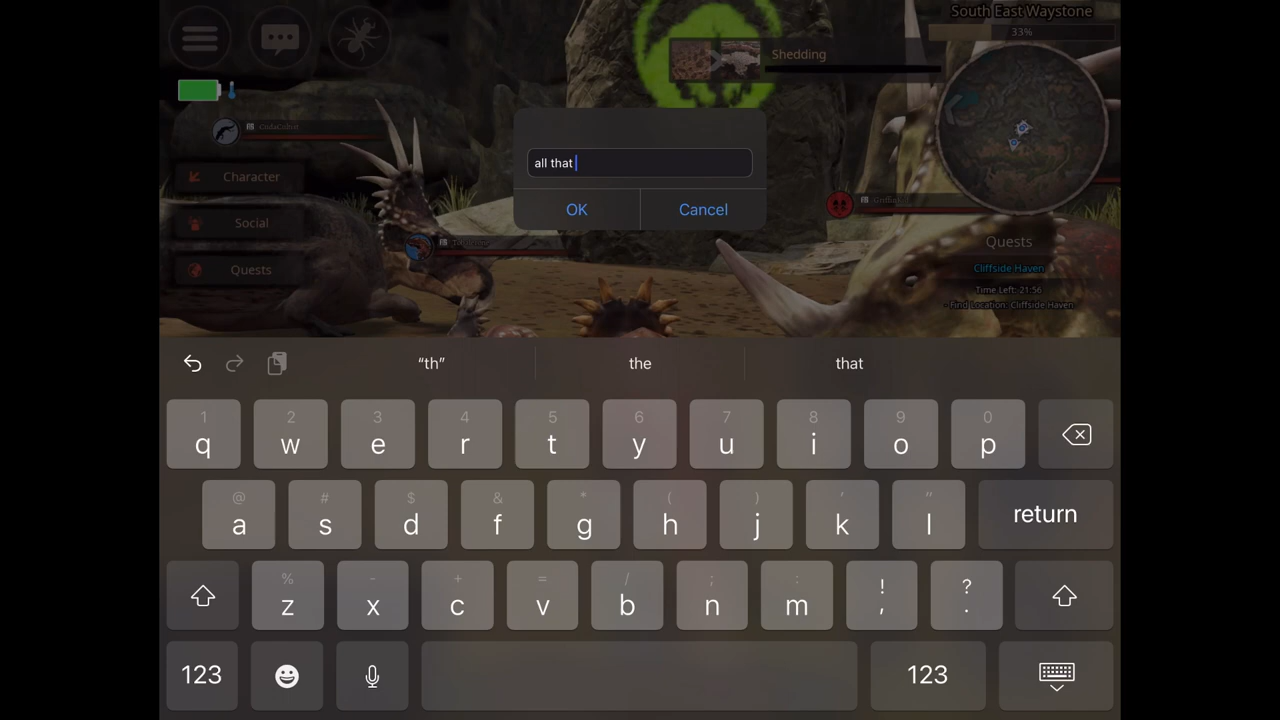 South East Waystone
33%
Shedding
CodaColtur
all that
OK
Cancel
Character
Social
Quests
Griffin
Quests
Cliffside Haven
Time Left: 21:56
- Find Location: Cliffside Haven
“th”
the
that
1 2 3 4 5 6 7 8 9 0
q w e r t y u i o p
@ # $ & * ( ) ' "
a s d f g h j k l return
% - + = / ; : ! ?
z x c v b n m , .
123
123